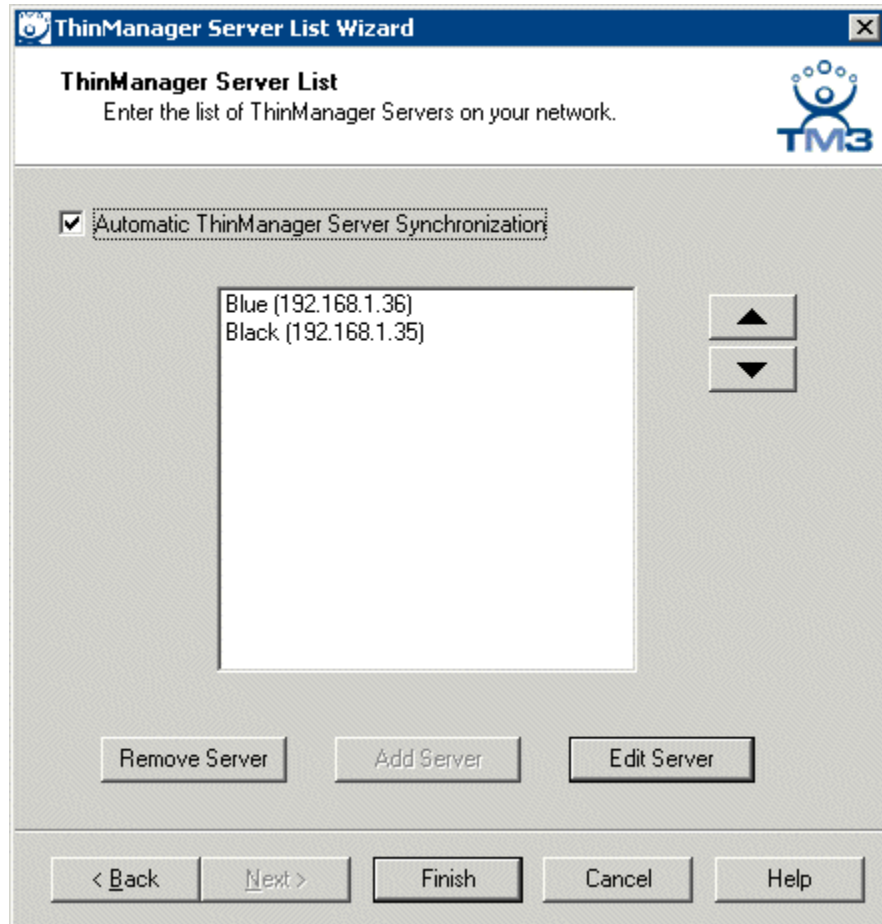 ThinManager Server List Wizard
ThinManager Server List
Enter the list of ThinManager Servers on your network.
TM3
Automatic ThinManager Server Synchronization
Blue (192.168.1.36)
Black (192.168.1.35)
Remove Server
Add Server
Edit Server
< Back
Next >
Finish
Cancel
Help